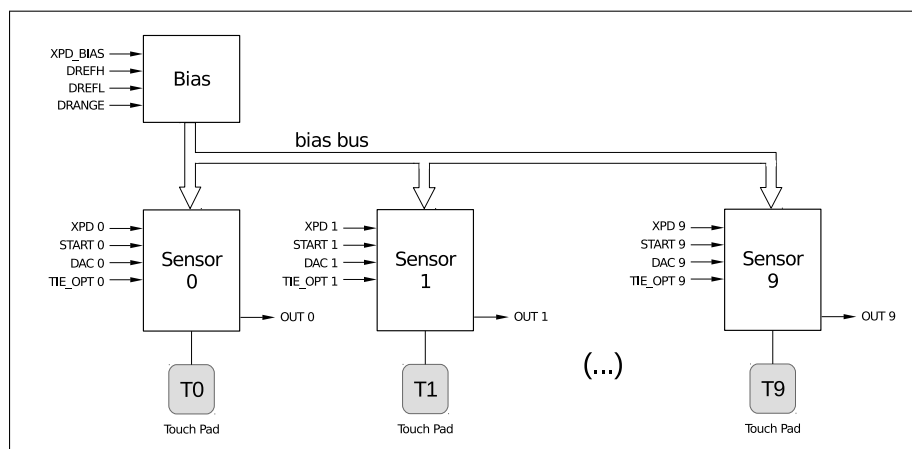 XPD_BIAS
DREFH
DREFL
DRANGE
Bias
bias bus
XPD 0
START 0
DAC 0
TIE_OPT 0
Sensor
0
OUT 0
T0
Touch Pad
XPD 1
START 1
DAC 1
TIE_OPT 1
Sensor
1
OUT 1
T1
Touch Pad
(...)
XPD 9
START 9
DAC 9
TIE_OPT 9
Sensor
9
OUT 9
T9
Touch Pad